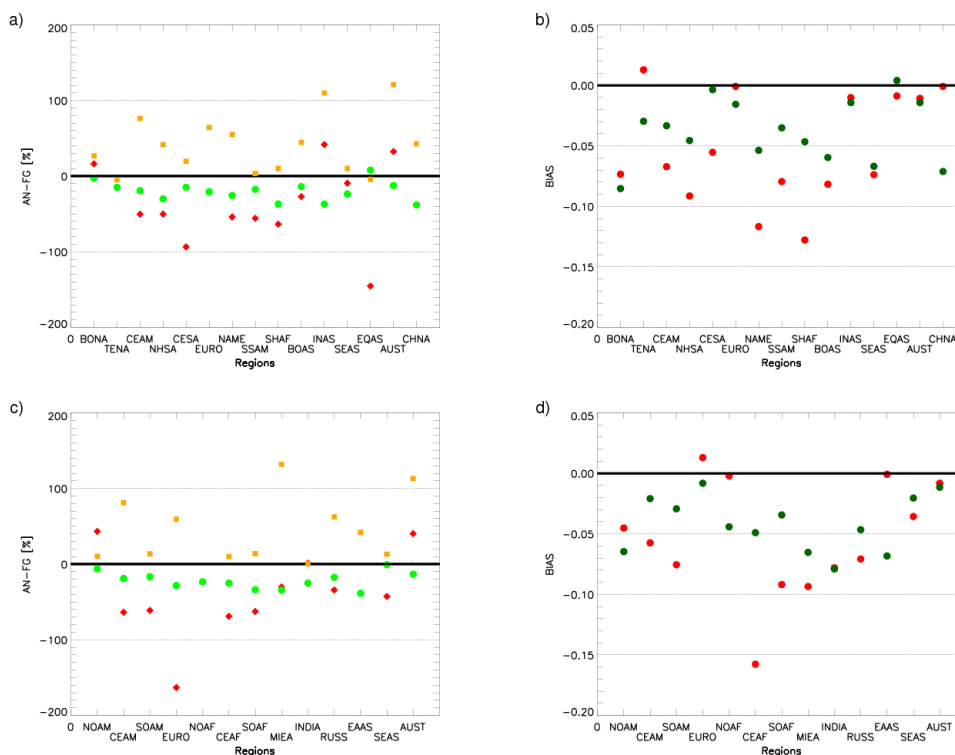 a)
200
100
0
−100
−200
AN−FG [%]
0 BONA CEAM CESA NAME SHAF INAS EQAS CHNA
TENA NHSA EURO SSAM BOAS SEAS AUST
Regions
b)
0.05
0.00
−0.05
−0.10
−0.15
−0.20
BIAS
0 BONA CEAM CESA NAME SHAF INAS EQAS CHNA
TENA NHSA EURO SSAM BOAS SEAS AUST
Regions
c)
200
100
0
−100
−200
AN−FG [%]
0 NOAM SOAM NOAF SOAF INDIA EAAS AUST
CEAM EURO CEAF MIEA RUSS SEAS
Regions
d)
0.05
0.00
−0.05
−0.10
−0.15
−0.20
BIAS
0 NOAM SOAM NOAF SOAF INDIA EAAS AUST
CEAM EURO CEAF MIEA RUSS SEAS
Regions